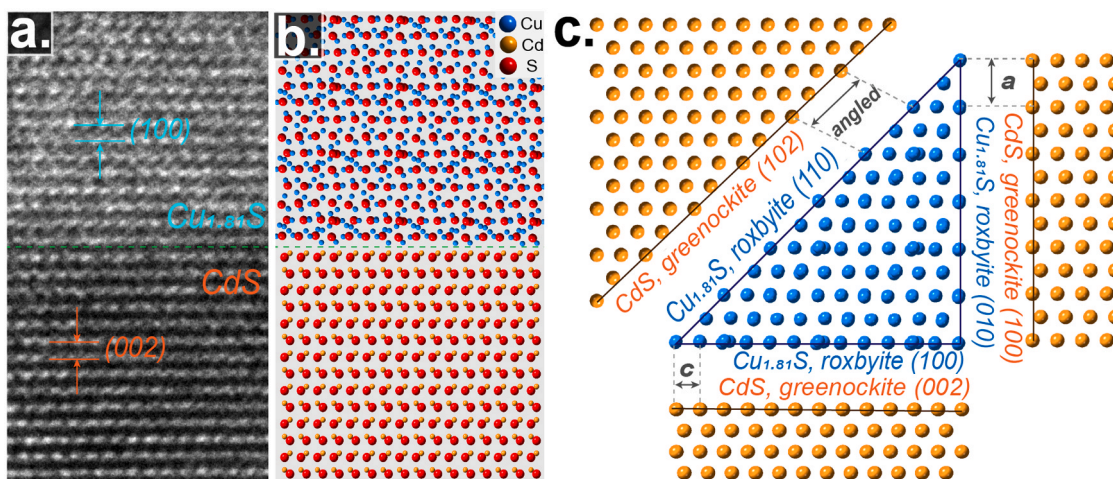 a.
(100)
Cu1.81S
CdS
(002)
b.
Cu
Cd
S
c.
angled
a
CdS, greenockite (102)
Cu1.81S, roxbyite (110)
Cu1.81S, roxbyite (010)
CdS, greenockite (100)
c
Cu1.81S, roxbyite (100)
CdS, greenockite (002)